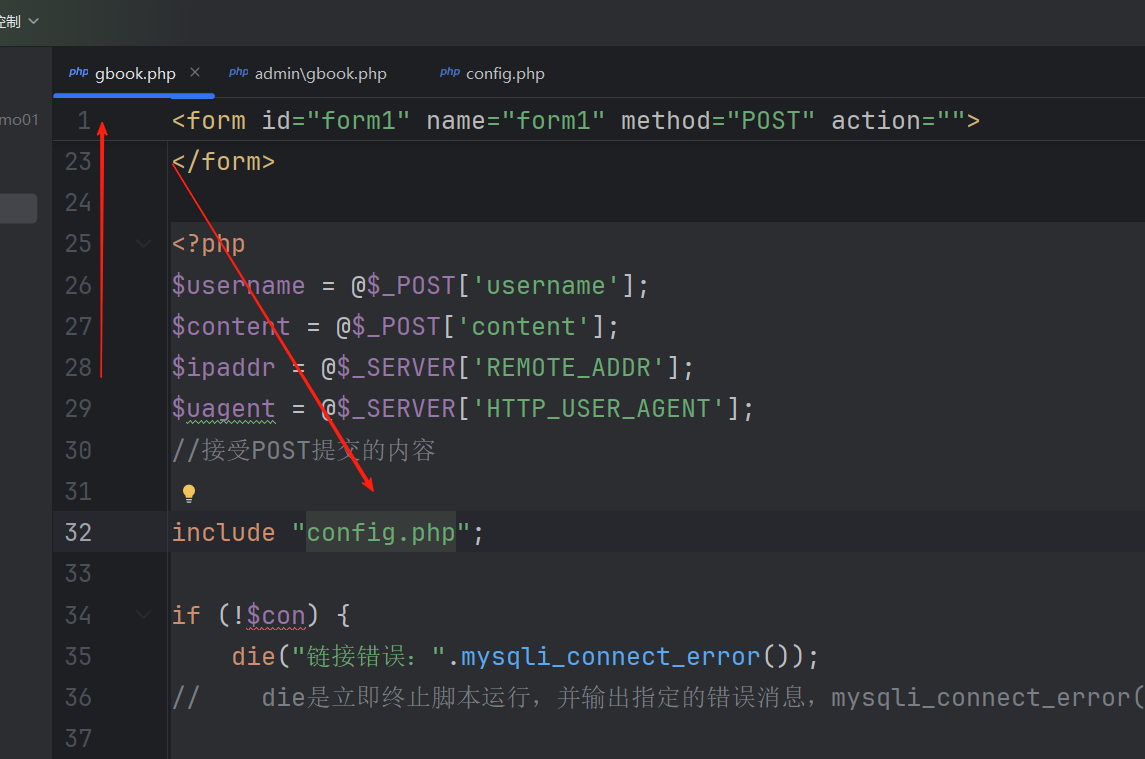 控制
php gbook.php × php admin\gbook.php php config.php
mo01
1 <form id="form1" name="form1" method="POST" action="">
23 </form>
24
25 <?php
26 $username = @$_POST['username'];
27 $content = @$_POST['content'];
28 $ipaddr = @$_SERVER['REMOTE_ADDR'];
29 $uagent = @$_SERVER['HTTP_USER_AGENT'];
30 //接受POST提交的内容
31
32 include "config.php";
33
34 if (!$con) {
35 die("链接错误: ".mysqli_connect_error());
36 // die是立即终止脚本运行，并输出指定的错误消息，mysqli_connect_error(
37